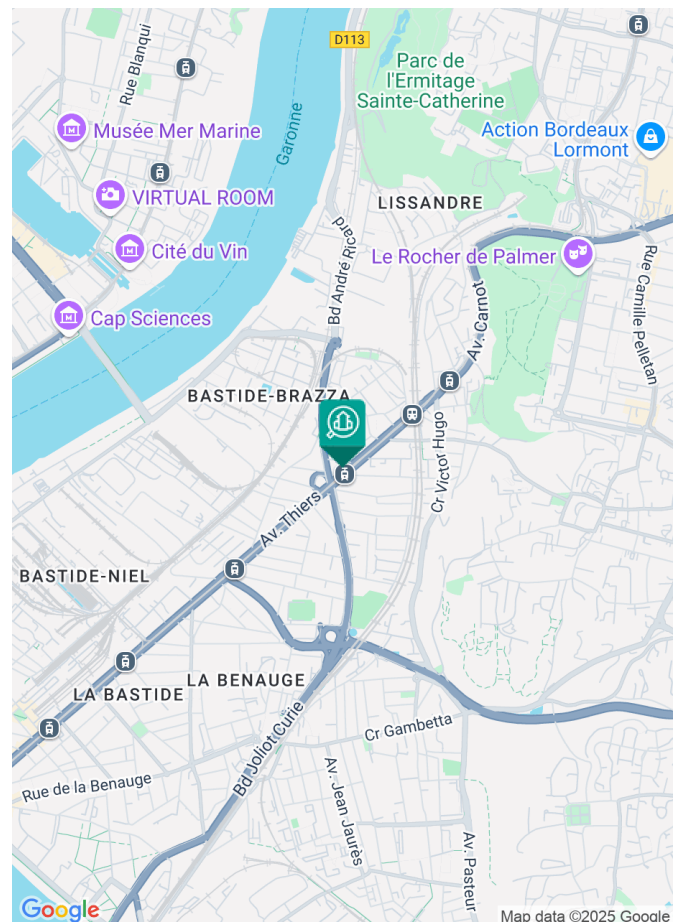 D113
Parc de
l'Ermitage
Sainte-Catherine
Rue Blanqui
Garonne
Musée Mer Marine
Action Bordeaux
Lormont
VIRTUAL ROOM
LISSANDRE
Cité du Vin
Bd André Ricard
Le Rocher de Palmer
Rue Camille Pelletan
Cap Sciences
Av. Carnot
BASTIDE-BRAZZA
Cr Victor Hugo
Av. Thiers
BASTIDE-NIEL
LA BENAUGE
LA BASTIDE
Bd Joliot Curie
Cr Gambetta
Rue de la Benauge
Av. Jean Jaurès
Av. Pasteur
Google
Map data ©2025 Google